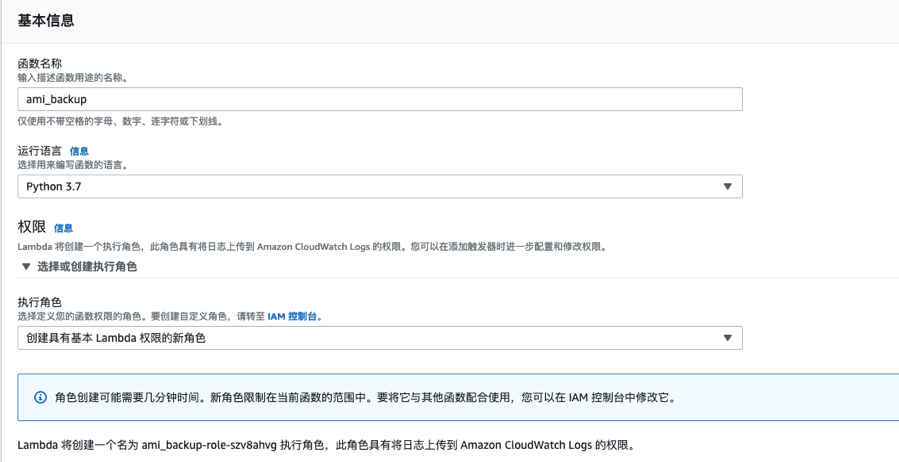 基本信息
函数名称
输入描述函数用途的名称。
ami_backup
仅使用不带空格的字母、数字、连字符或下划线。
运行语言 信息
选择用来编写函数的语言。
Python 3.7
权限 信息
Lambda 将创建一个执行角色，此角色具有将日志上传到 Amazon CloudWatch Logs 的权限。您可以在添加触发器时进一步配置和修改权限。
选择或创建执行角色
执行角色
选择定义您的函数权限的角色。要创建自定义角色，请转至 IAM 控制台。
创建具有基本 Lambda 权限的新角色
角色创建可能需要几分钟时间。新角色限制在当前函数的范围中。要将它与其他函数配合使用，您可以在 IAM 控制台中修改它。
Lambda 将创建一个名为 ami_backup-role-szv8ahvg 执行角色，此角色具有将日志上传到 Amazon CloudWatch Logs 的权限。